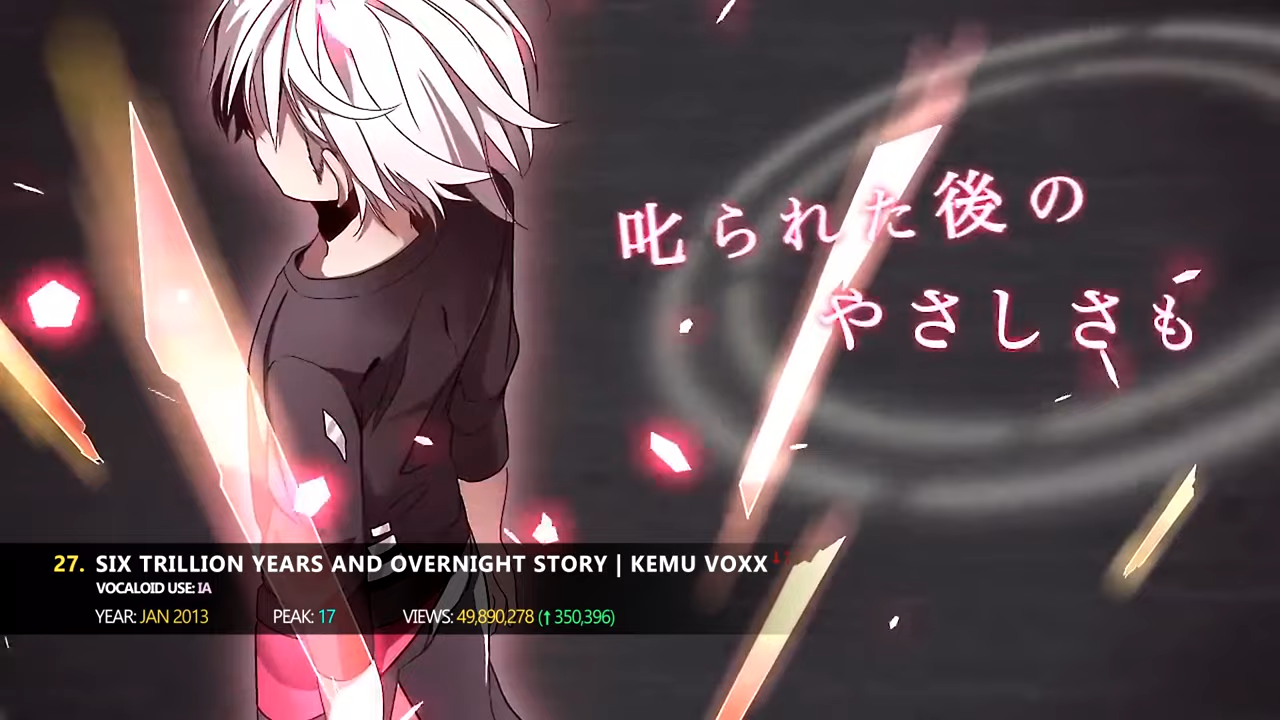 叱られた後の
やさしさも
27. SIX TRILLION YEARS AND OVERNIGHT STORY | KEMU VOXX
VOCALOID USE: IA
YEAR: JAN 2013 PEAK: 17 VIEWS: 49,890,278 (↑ 350,396)